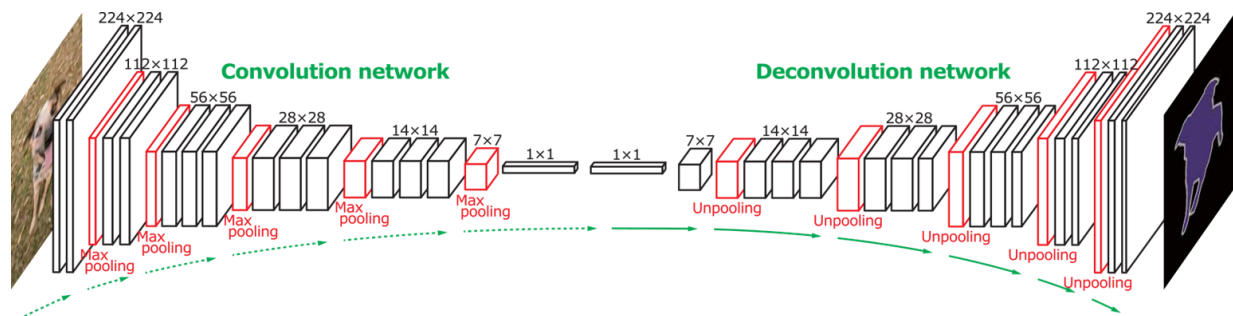 224×224
112×112
Convolution network
56×56
28×28
14×14
7×7
1×1
1×1
7×7
14×14
28×28
Deconvolution network
56×56
112×112
224×224
Max
pooling
Max
pooling
Max
pooling
Max
pooling
Max
pooling
Unpooling
Unpooling
Unpooling
Unpooling
Unpooling